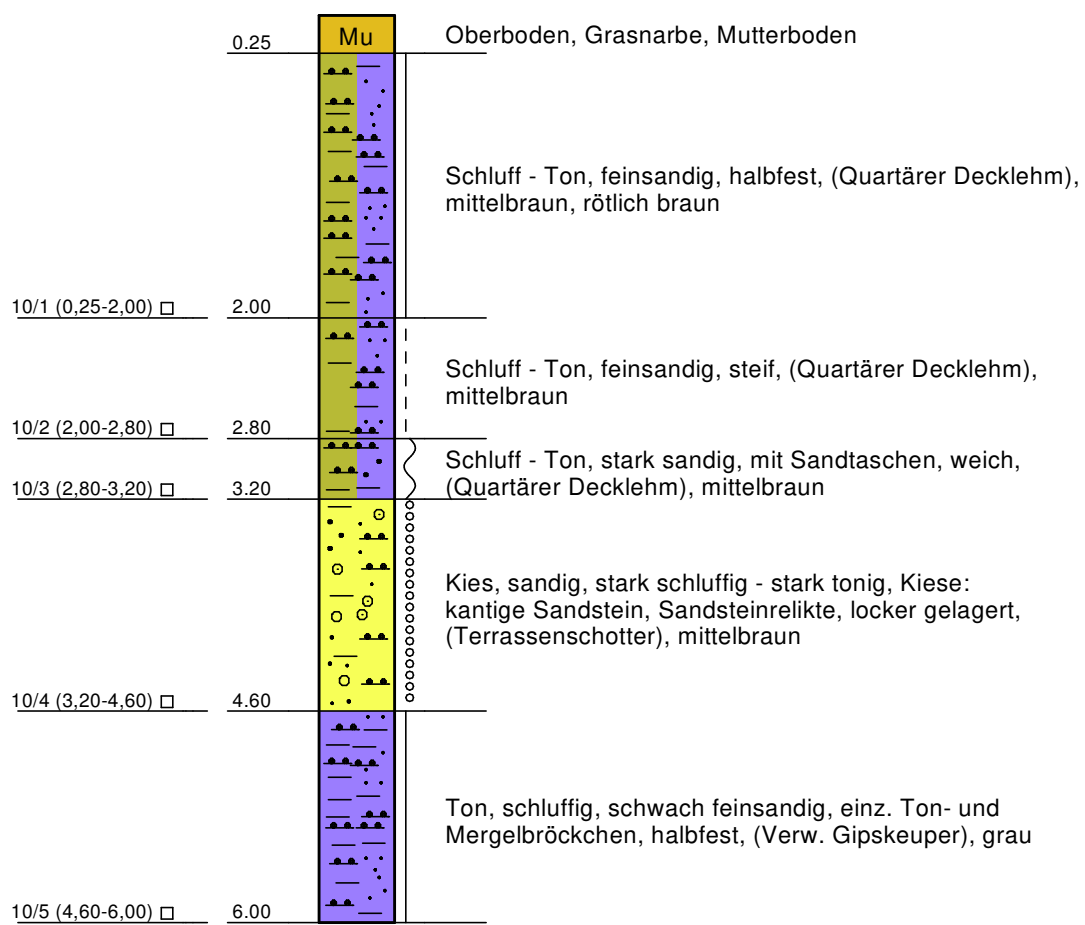 Mu
Oberboden, Grasnarbe, Mutterboden
0.25
Schluff - Ton, feinsandig, halbfest, (Quartärer Decklehm),
mittelbraun, rötlich braun
10/1 (0,25-2,00)
2.00
Schluff - Ton, feinsandig, steif, (Quartärer Decklehm),
mittelbraun
10/2 (2,00-2,80)
2.80
Schluff - Ton, stark sandig, mit Sandtaschen, weich,
(Quartärer Decklehm), mittelbraun
10/3 (2,80-3,20)
3.20
Kies, sandig, stark schluffig - stark tonig, Kiese:
kantige Sandstein, Sandsteinrelikte, locker gelagert,
(Terrassenschotter), mittelbraun
10/4 (3,20-4,60)
4.60
Ton, schluffig, schwach feinsandig, einz. Ton- und
Mergelbröckchen, halbfest, (Verw. Gipskeuper), grau
10/5 (4,60-6,00)
6.00